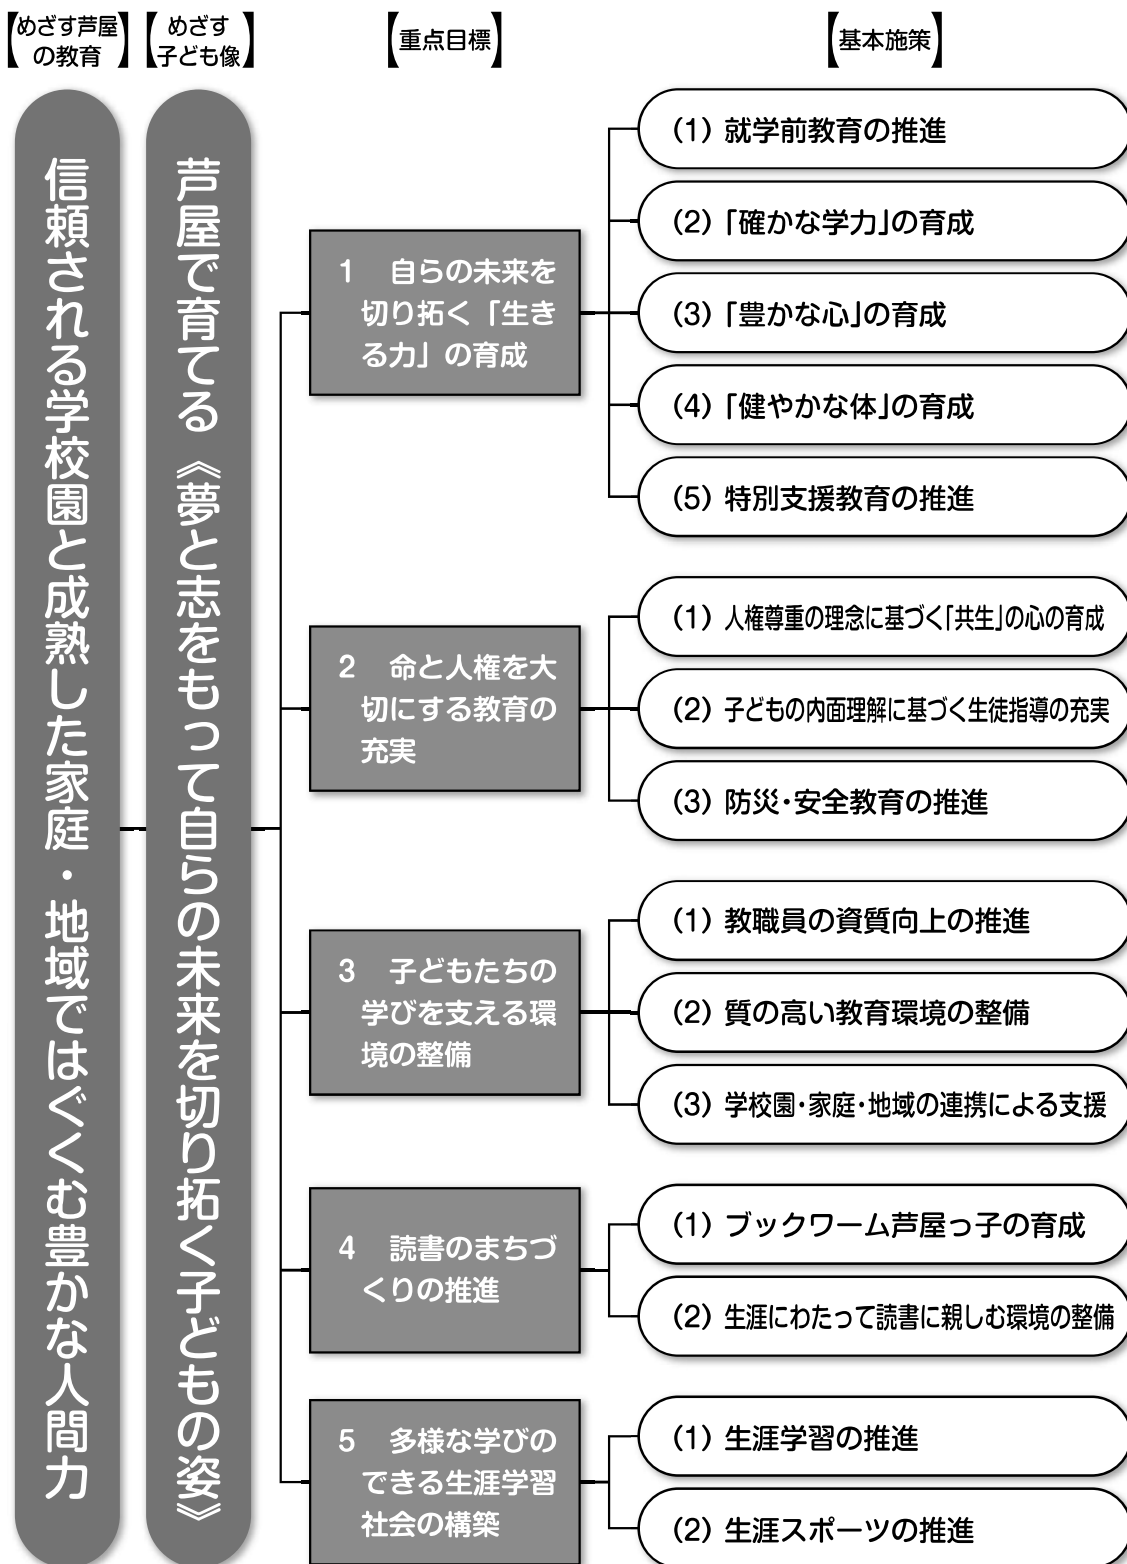 【めざす芦屋
の教育】
【めざす
子ども像】
【重点目標】
【基本施策】
信頼される学校園と成熟した家庭・地域ではぐくむ豊かな人間力
芦屋で育てる《夢と志をもって自らの未来を切り拓く子どもの姿》
1 自らの未来を
切り拓く「生き
る力」の育成
(1) 就学前教育の推進
(2) 「確かな学力」の育成
(3) 「豊かな心」の育成
(4) 「健やかな体」の育成
(5) 特別支援教育の推進
2 命と人権を大
切にする教育の
充実
(1) 人権尊重の理念に基づく「共生」の心の育成
(2) 子どもの内面理解に基づく生徒指導の充実
(3) 防災・安全教育の推進
3 子どもたちの
学びを支える環
境の整備
(1) 教職員の資質向上の推進
(2) 質の高い教育環境の整備
(3) 学校園・家庭・地域の連携による支援
4 読書のまちづ
くりの推進
(1) ブックワーム芦屋っ子の育成
(2) 生涯にわたって読書に親しむ環境の整備
5 多様な学びの
できる生涯学習
社会の構築
(1) 生涯学習の推進
(2) 生涯スポーツの推進